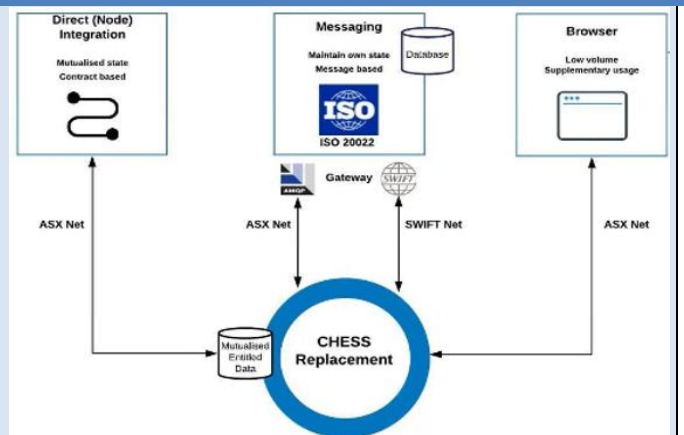 Direct (Node)
Integration
Mutualised state
Contract based
Messaging
Maintain own state
Message based
Database
ISO
ISO 20022
Browser
Low volume
Supplementary usage
AMQP
Gateway
SWIFT
ASX Net
ASX Net
SWIFT Net
ASX Net
Mutualised
Entitled
Data
CHESS
Replacement